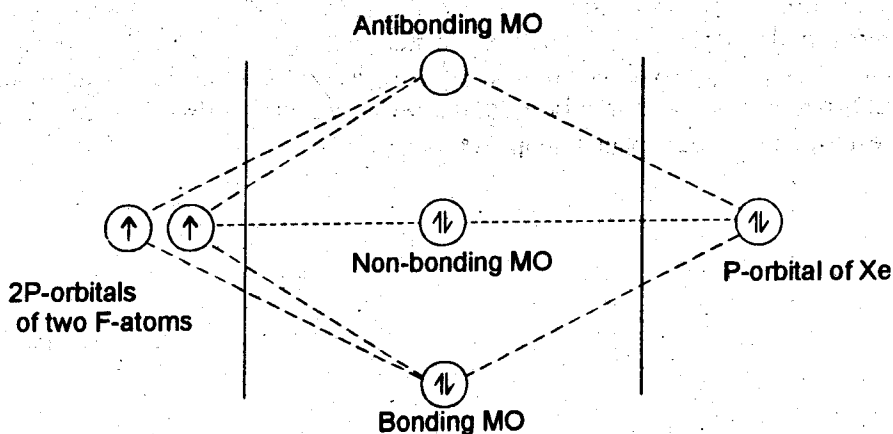 Antibonding MO
Non-bonding MO
P-orbital of Xe
2P-orbitals
of two F-atoms
Bonding MO